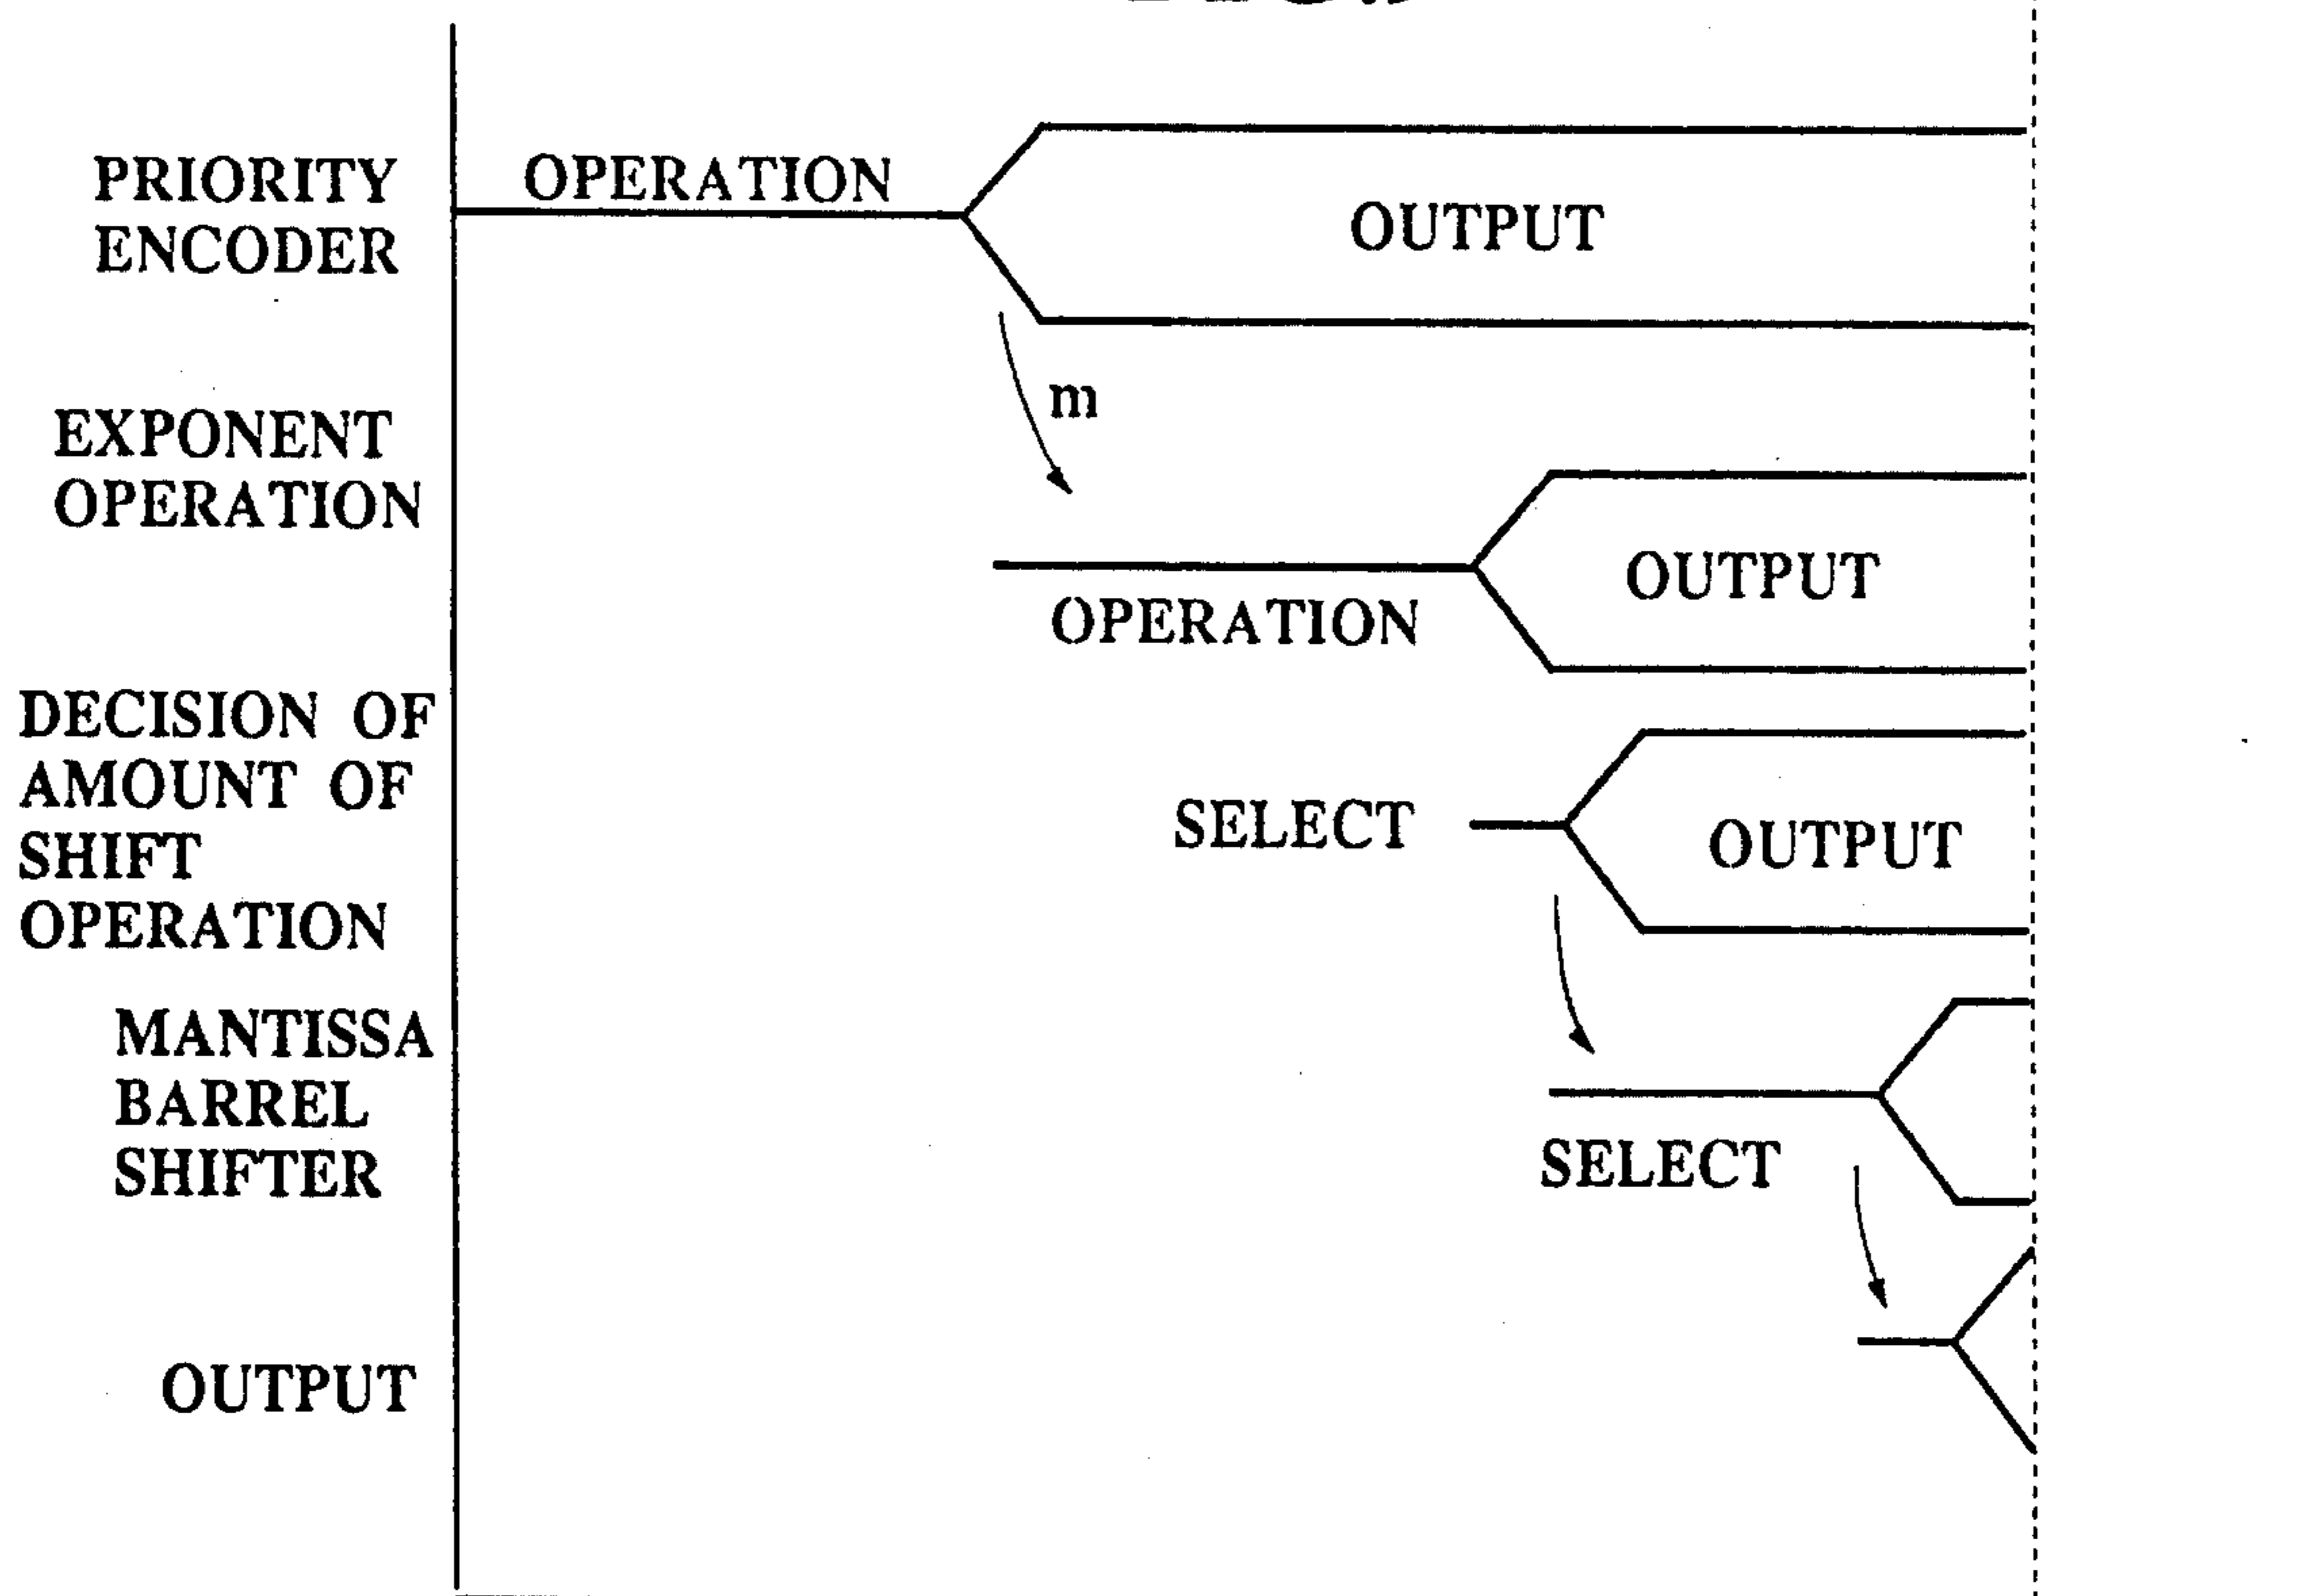 PRIORITY
ENCODER
OPERATION
OUTPUT
m
EXPONENT
OPERATION
OPERATION
OUTPUT
DECISION OF
AMOUNT OF
SHIFT
OPERATION
SELECT
OUTPUT
MANTISSA
BARREL
SHIFTER
SELECT
OUTPUT